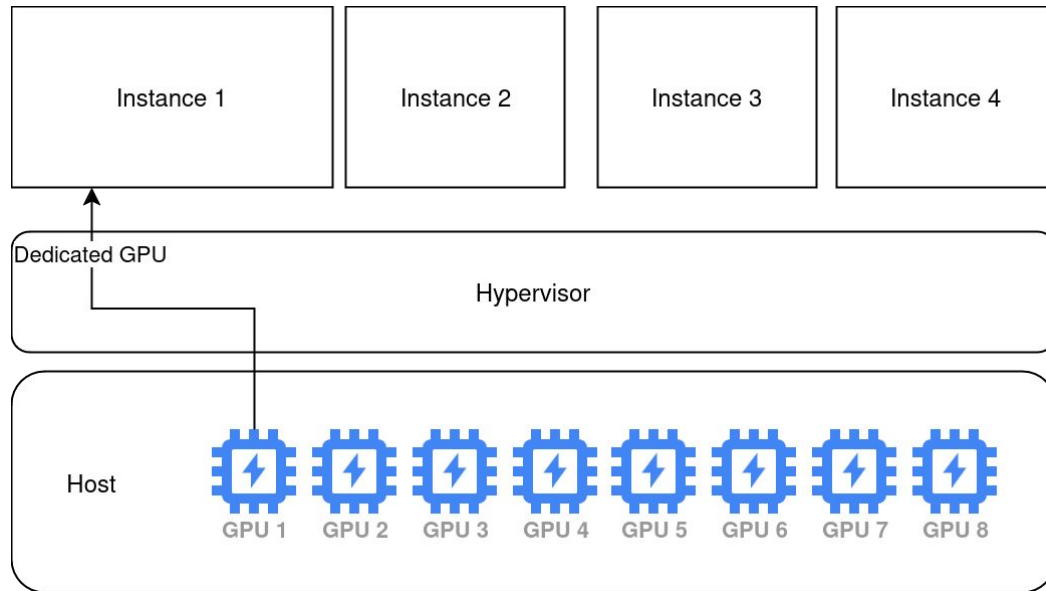 Instance 1
Instance 2
Instance 3
Instance 4
Dedicated GPU
Hypervisor
Host
GPU 1
GPU 2
GPU 3
GPU 4
GPU 5
GPU 6
GPU 7
GPU 8